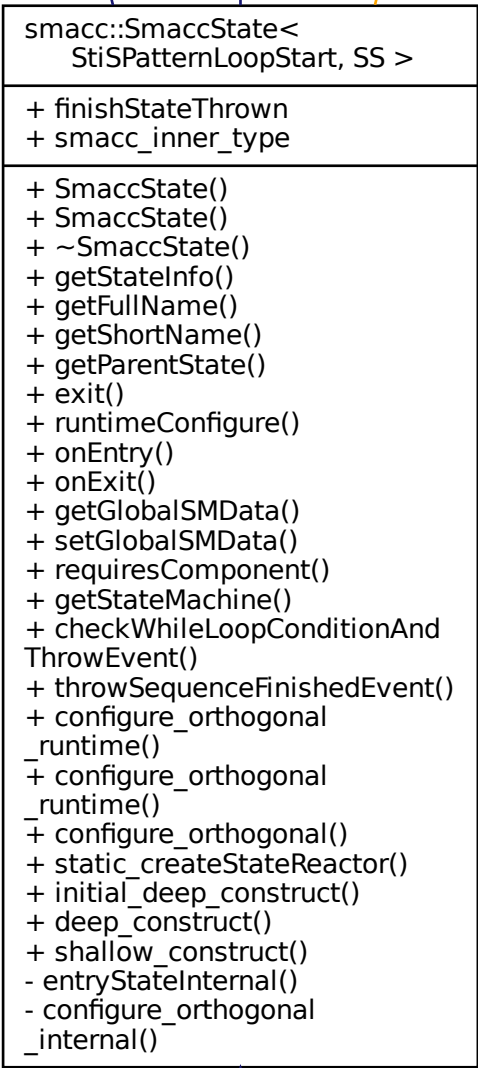 smacc::SmaccState<
StiSPatternLoopStart, SS >
+ finishStateThrown
+ smacc_inner_type
+ SmaccState()
+ SmaccState()
+ ~SmaccState()
+ getStateInfo()
+ getFullName()
+ getShortName()
+ getParentState()
+ exit()
+ runtimeConfigure()
+ onEntry()
+ onExit()
+ getGlobalSMData()
+ setGlobalSMData()
+ requiresComponent()
+ getStateMachine()
+ checkWhileLoopConditionAnd
ThrowEvent()
+ throwSequenceFinishedEvent()
+ configure_orthogonal
_runtime()
+ configure_orthogonal
_runtime()
+ configure_orthogonal()
+ static_createStateReactor()
+ initial_deep_construct()
+ deep_construct()
+ shallow_construct()
- entryStateInternal()
- configure_orthogonal
_internal()